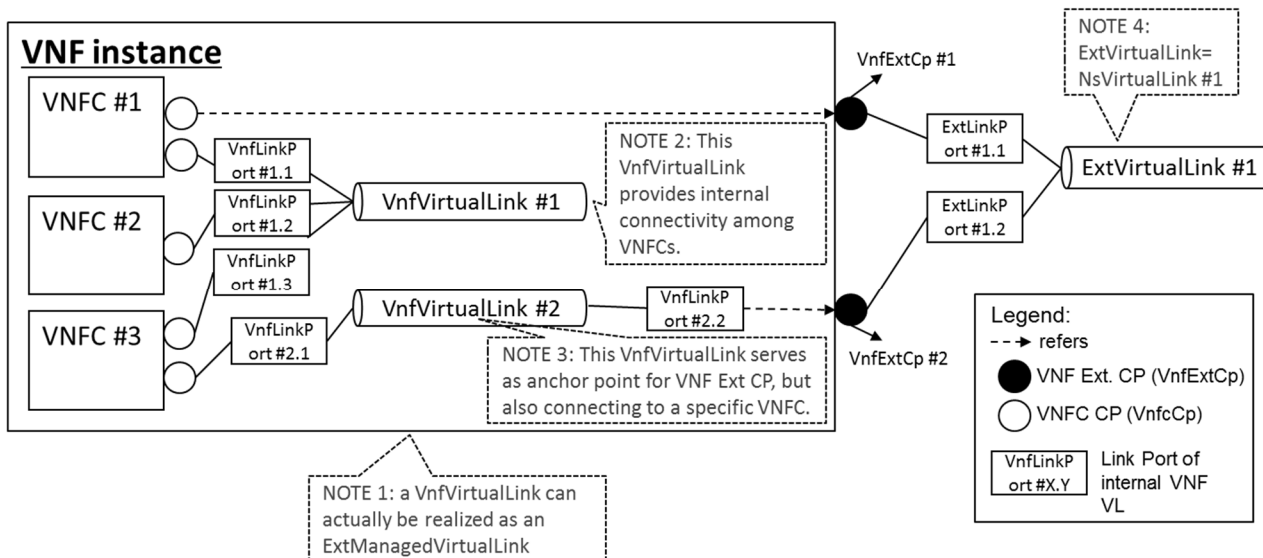 VNF instance
VNFC #1
VNFC #2
VNFC #3
VnfLinkP
ort #1.1
VnfLinkP
ort #1.2
VnfLinkP
ort #1.3
VnfLinkP
ort #2.1
VnfVirtualLink #1
VnfVirtualLink #2
VnfLinkP
ort #2.2
NOTE 2: This
VnfVirtualLink
provides internal
connectivity among
VNFCs.
NOTE 3: This VnfVirtualLink serves
as anchor point for VNF Ext CP, but
also connecting to a specific VNFC.
NOTE 1: a VnfVirtualLink can
actually be realized as an
ExtManagedVirtualLink
VnfExtCp #1
VnfExtCp #2
ExtLinkP
ort #1.1
ExtLinkP
ort #1.2
NOTE 4:
ExtVirtualLink=
NsVirtualLink #1
ExtVirtualLink #1
Legend:
refers
VNF Ext. CP (VnfExtCp)
VNFC CP (VnfcCp)
VnfLinkP
ort #X.Y
Link Port of
internal VNF
VL